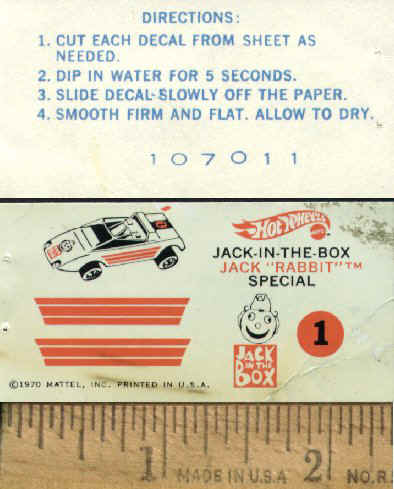 DIRECTIONS:
1. CUT EACH DECAL FROM SHEET AS
NEEDED.
2. DIP IN WATER FOR 5 SECONDS.
3. SLIDE DECAL SLOWLY OFF THE PAPER.
4. SMOOTH FIRM AND FLAT. ALLOW TO DRY.
107011
HOT WHEELS
JACK-IN-THE-BOX
JACK "RABBIT"™
SPECIAL
1
JACK
IN THE
BOX
©1970 MATTEL, INC. PRINTED IN U.S.A.
1 MADE IN U.S.A 2 NO.R